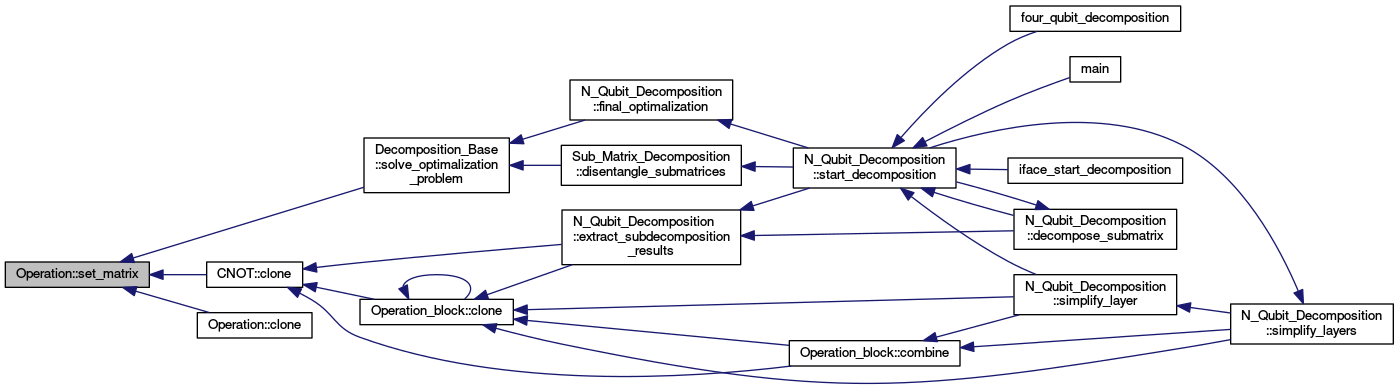 Operation::set_matrix
Decomposition_Base
::solve_optimalization
_problem
CNOT::clone
Operation::clone
N_Qubit_Decomposition
::final_optimalization
Sub_Matrix_Decomposition
::disentangle_submatrices
N_Qubit_Decomposition
::extract_subdecomposition
_results
Operation_block::clone
N_Qubit_Decomposition
::start_decomposition
Operation_block::combine
four_qubit_decomposition
main
iface_start_decomposition
N_Qubit_Decomposition
::decompose_submatrix
N_Qubit_Decomposition
::simplify_layer
N_Qubit_Decomposition
::simplify_layers